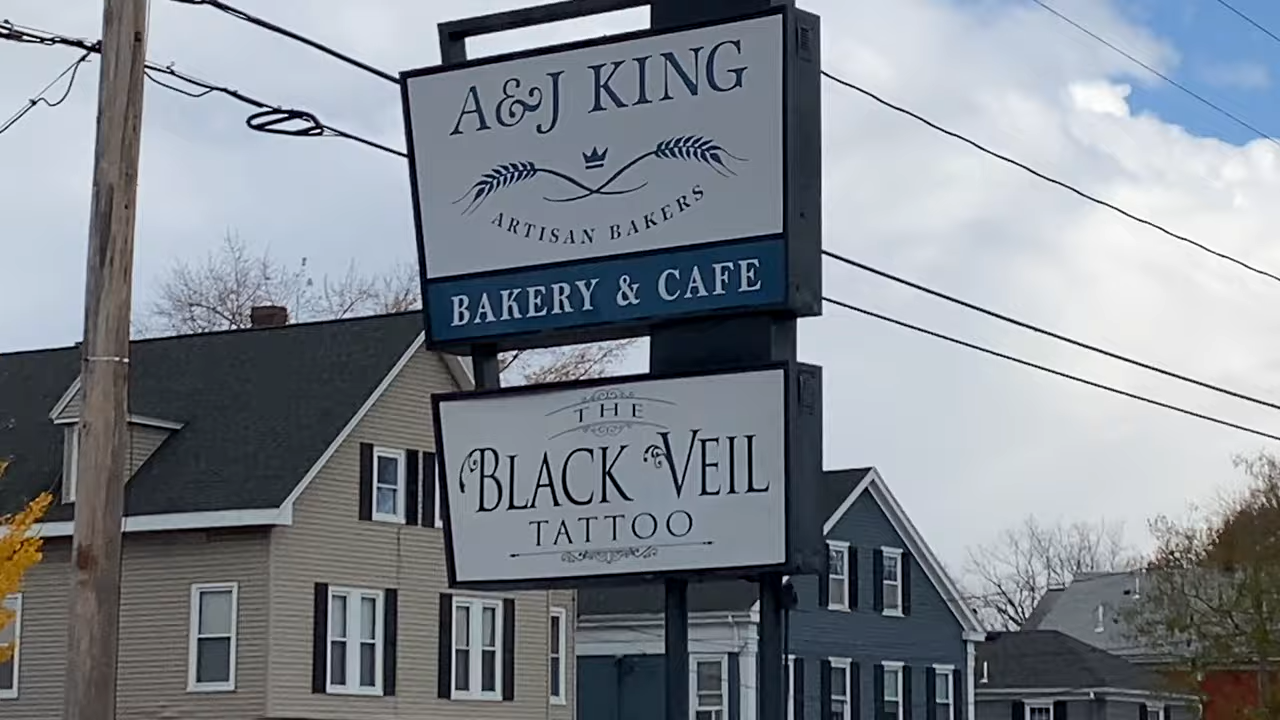 A&J KING
ARTISAN BAKERS
BAKERY & CAFE
THE
BLACK VEIL
TATTOO